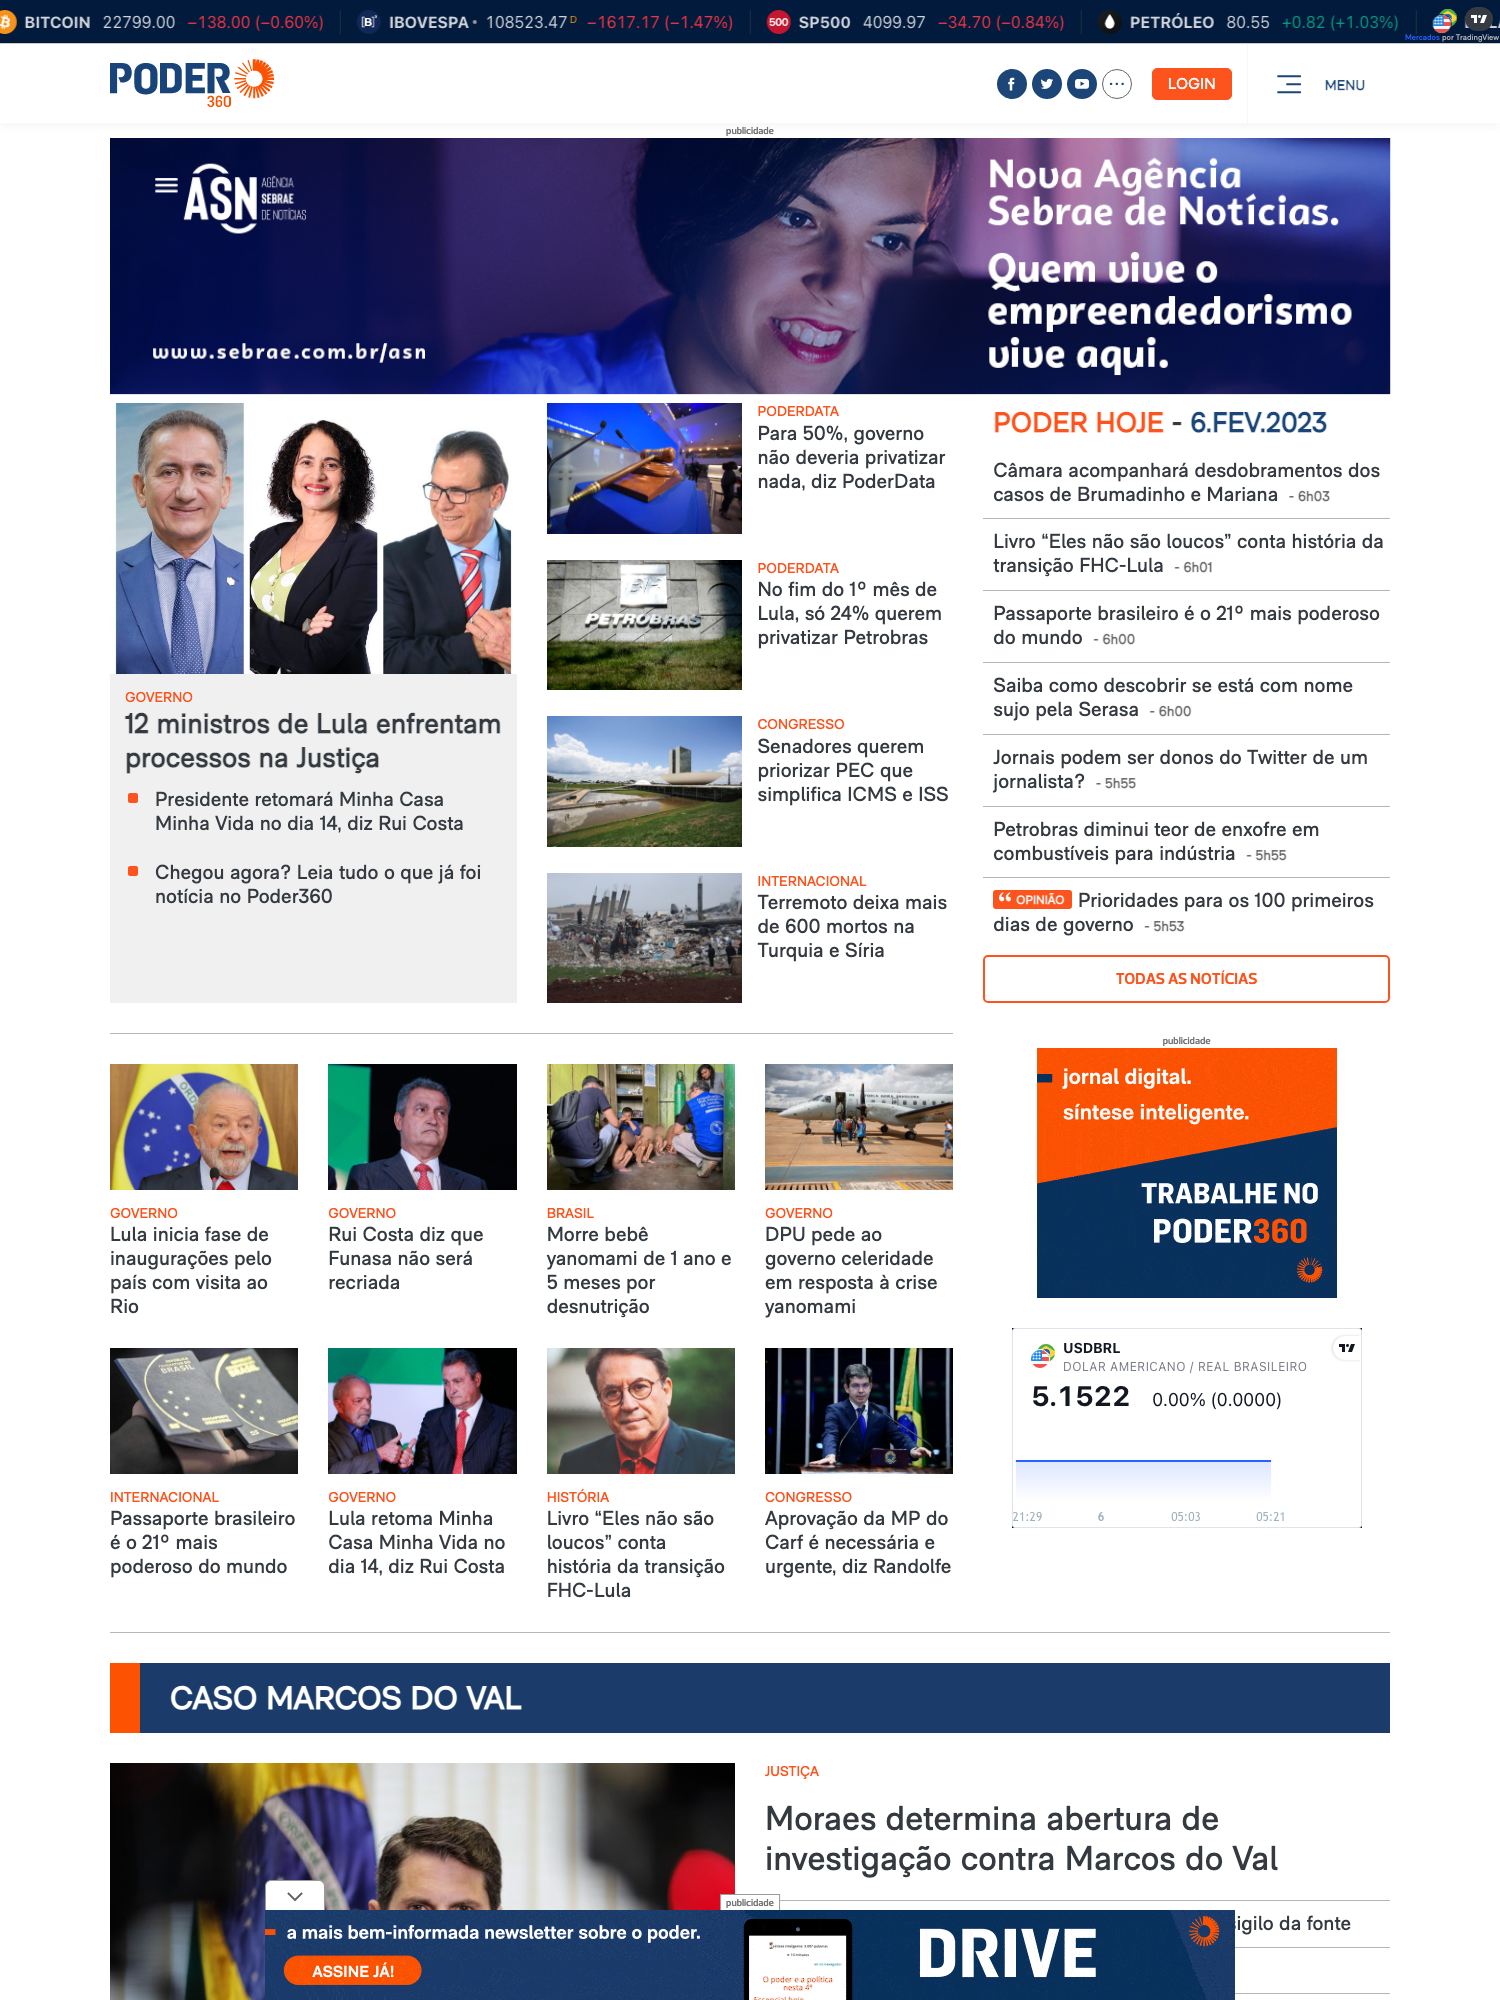 BITCOIN 22799.00 −138.00 (−0.60%) IBOVESPA 108523.47 D −1617.17 (−1.47%) 500 SP500 4099.97 −34.70 (−0.84%) PETRÓLEO 80.55 +0.82 (+1.03%)
Mercados por TradingView
PODER
360
LOGIN
MENU
publicidade
ASN AGÊNCIA
SEBRAE
DE NOTÍCIAS
www.sebrae.com.br/asn
Nova Agência
Sebrae de Notícias.
Quem vive o
empreendedorismo
vive aqui.
GOVERNO
12 ministros de Lula enfrentam
processos na Justiça
Presidente retomará Minha Casa
Minha Vida no dia 14, diz Rui Costa
Chegou agora? Leia tudo o que já foi
notícia no Poder360
PODERDATA
Para 50%, governo
não deveria privatizar
nada, diz PoderData
BR
PETROBRAS
PODERDATA
No fim do 1º mês de
Lula, só 24% querem
privatizar Petrobras
CONGRESSO
Senadores querem
priorizar PEC que
simplifica ICMS e ISS
INTERNACIONAL
Terremoto deixa mais
de 600 mortos na
Turquia e Síria
PODER HOJE - 6.FEV.2023
Câmara acompanhará desdobramentos dos
casos de Brumadinho e Mariana - 6h03
Livro “Eles não são loucos” conta história da
transição FHC-Lula - 6h01
Passaporte brasileiro é o 21º mais poderoso
do mundo - 6h00
Saiba como descobrir se está com nome
sujo pela Serasa - 6h00
Jornais podem ser donos do Twitter de um
jornalista? - 5h55
Petrobras diminui teor de enxofre em
combustíveis para indústria - 5h55
“ OPINIÃO Prioridades para os 100 primeiros
dias de governo - 5h53
TODAS AS NOTÍCIAS
GOVERNO
Lula inicia fase de
inaugurações pelo
país com visita ao
Rio
GOVERNO
Rui Costa diz que
Funasa não será
recriada
BRASIL
Morre bebê
yanomami de 1 ano e
5 meses por
desnutrição
GOVERNO
DPU pede ao
governo celeridade
em resposta à crise
yanomami
BRASIL
INTERNACIONAL
Passaporte brasileiro
é o 21º mais
poderoso do mundo
GOVERNO
Lula retoma Minha
Casa Minha Vida no
dia 14, diz Rui Costa
HISTÓRIA
Livro “Eles não são
loucos” conta
história da transição
FHC-Lula
CONGRESSO
Aprovação da MP do
Carf é necessária e
urgente, diz Randolfe
publicidade
jornal digital.
síntese inteligente.
TRABALHE NO
PODER360
USDBRL
DOLAR AMERICANO / REAL BRASILEIRO
5.1522 0.00% (0.0000)
21:29 6 05:03 05:21
CASO MARCOS DO VAL
JUSTIÇA
Moraes determina abertura de
investigação contra Marcos do Val
sigilo da fonte
publicidade
a mais bem-informada newsletter sobre o poder.
ASSINE JÁ!
O poder e a política
nesta 4ª
DRIVE